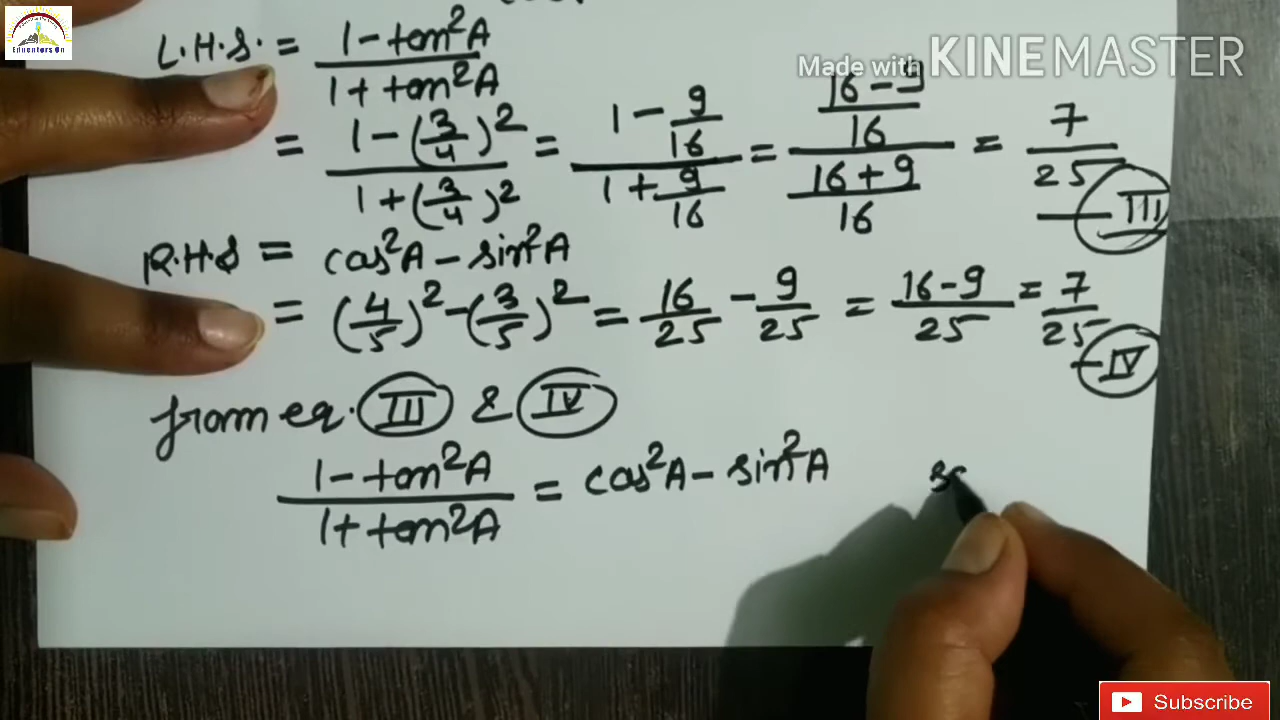 Edumentors On
Made with KINEMASTER
L.H.S. = (1 - tan²A)/(1 + tan²A)
= (1 - (3/4)²)/(1 + (3/4)²) = (1 - 9/16)/(1 + 9/16) = ((16 - 9)/16)/((16 + 9)/16) = 7/25 — III
R.H.S = cos²A - sin²A
= (4/5)² - (3/5)² = 16/25 - 9/25 = (16 - 9)/25 = 7/25 — IV
from eq. III & IV
(1 - tan²A)/(1 + tan²A) = cos²A - sin²A
Subscribe